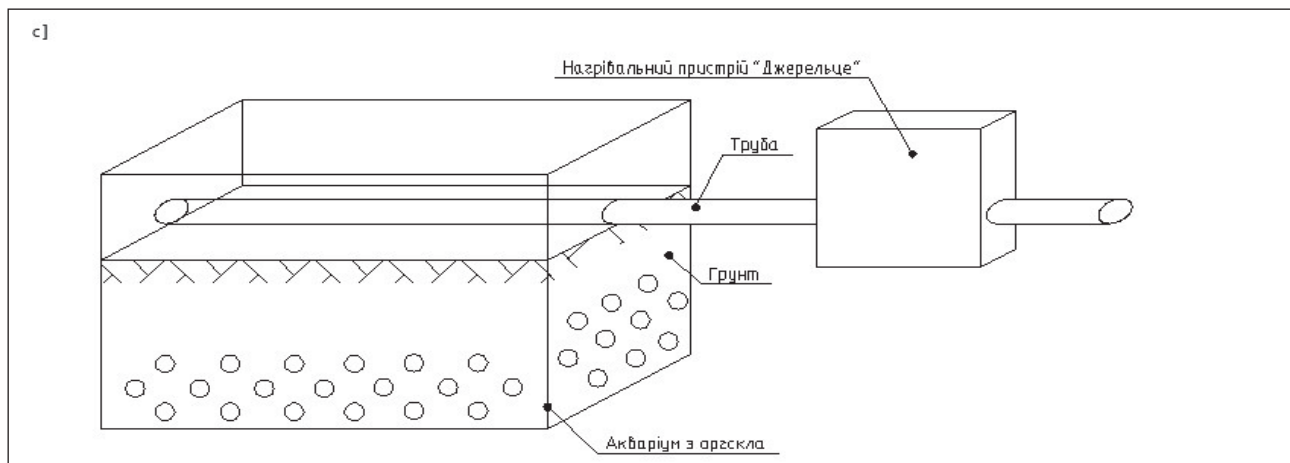 с]
Нагрівальний пристрій "Джерельце"
Труба
Грунт
Акваріум з оргскла